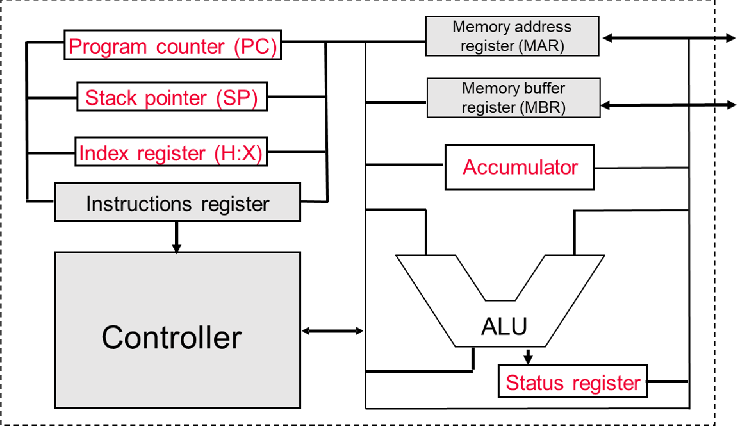 Program counter (PC)
Memory address
register (MAR)
Stack pointer (SP)
Memory buffer
register (MBR)
Index register (H:X)
Accumulator
Instructions register
Controller
ALU
Status register